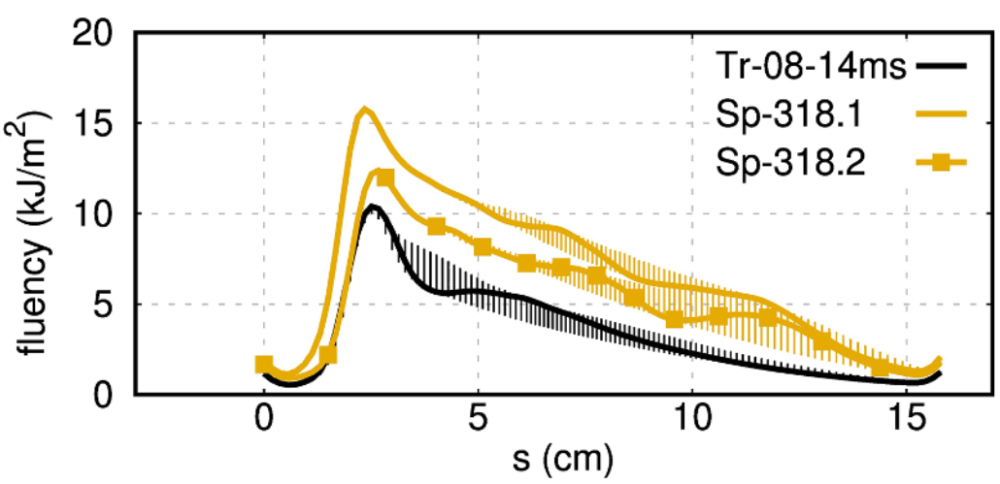 20
15
10
5
0
fluency (kJ/m²)
Tr-08-14ms
Sp-318.1
Sp-318.2
0 5 10 15
s (cm)